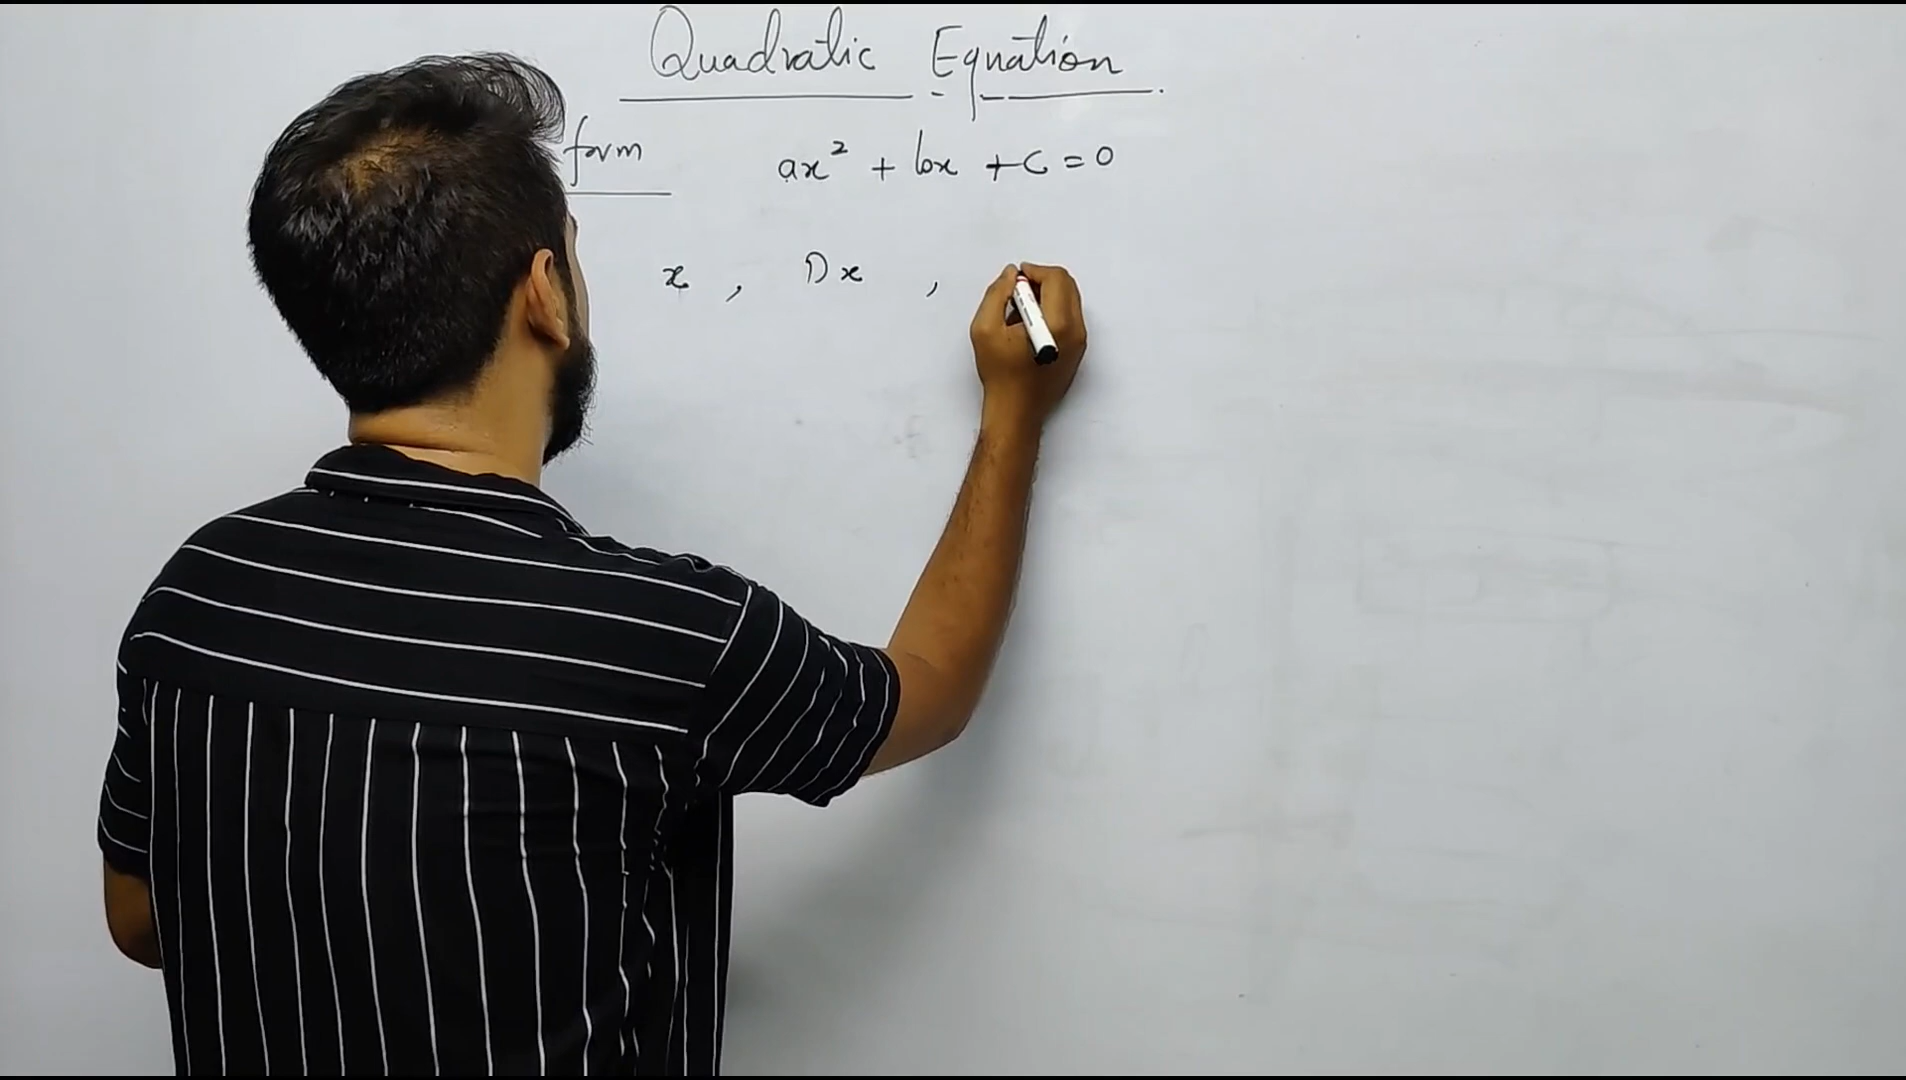 Quadratic Equation
form ax² + bx + c = 0
x , Dx ,